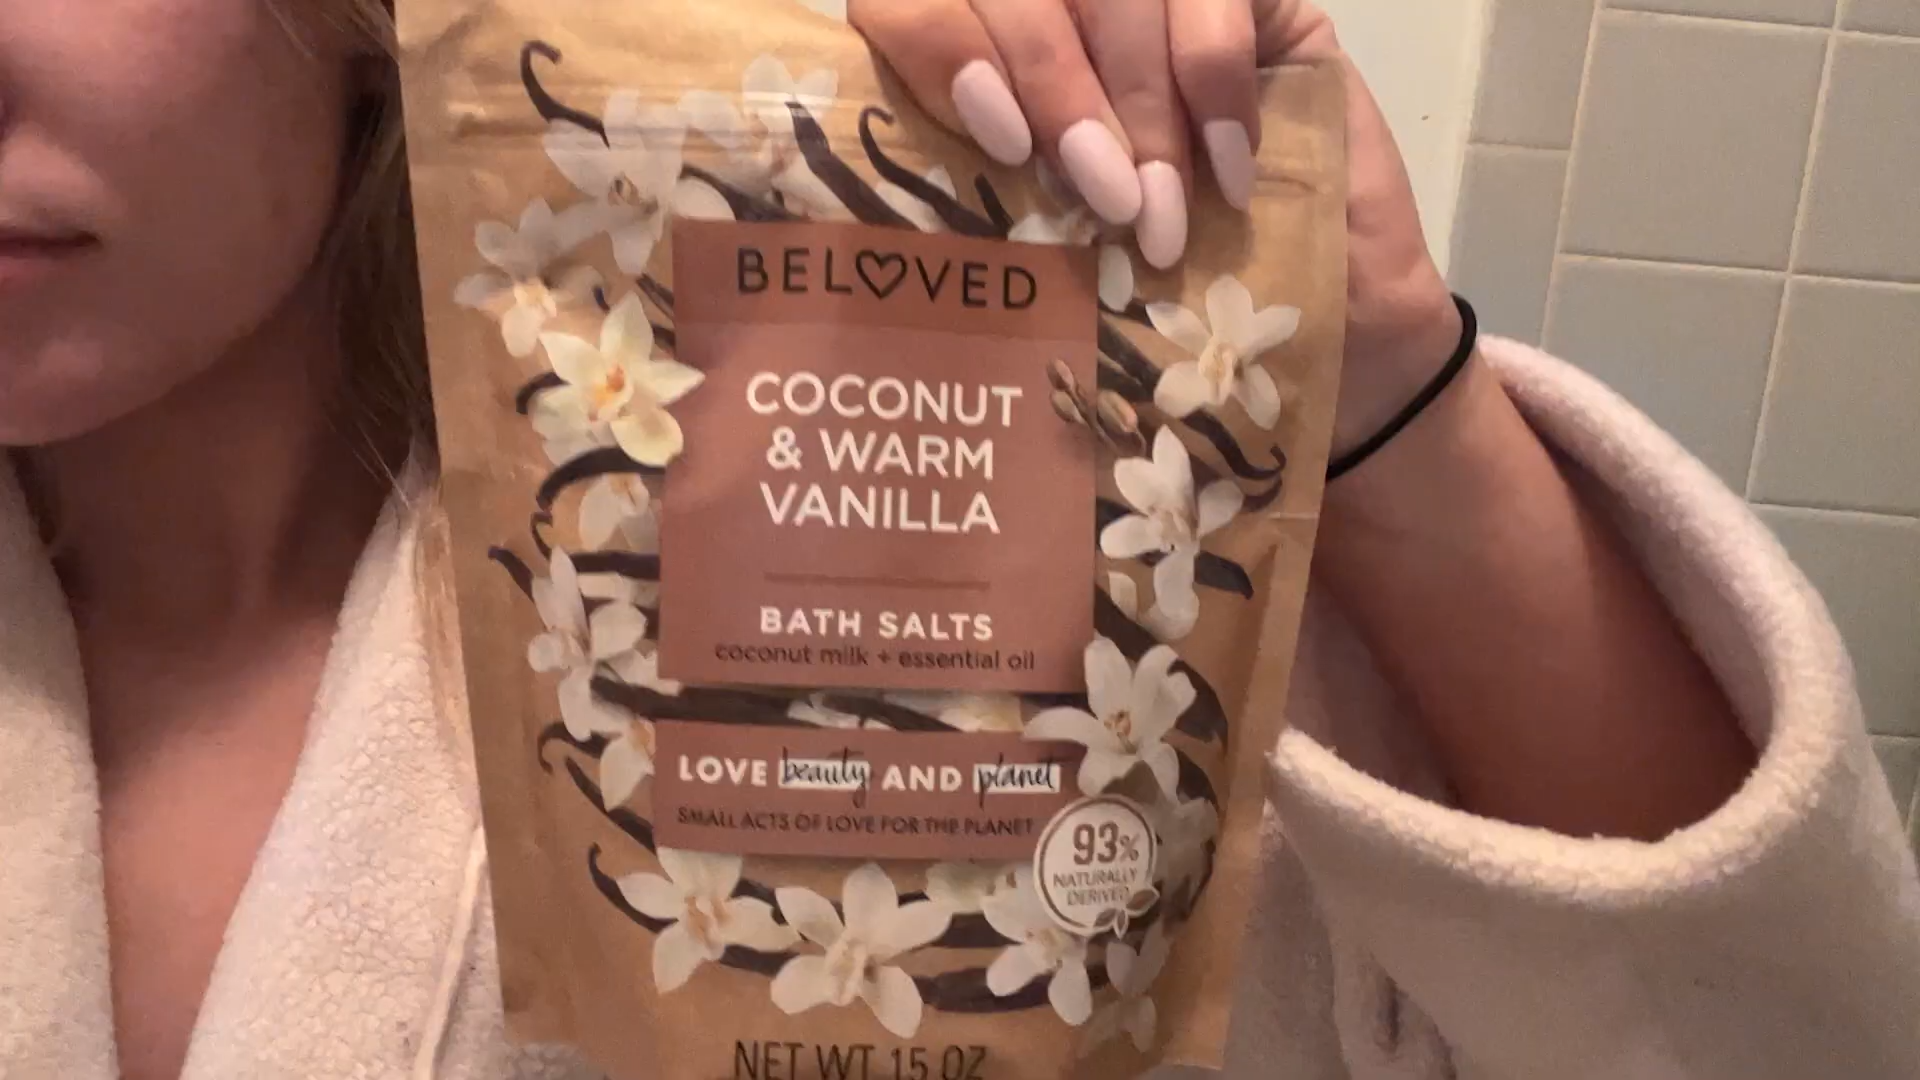 BELOVED
COCONUT
& WARM
VANILLA
BATH SALTS
coconut milk + essential oil
LOVE beauty AND planet
SMALL ACTS OF LOVE FOR THE PLANET
93%
NATURALLY
DERIVED
NET WT 15 OZ